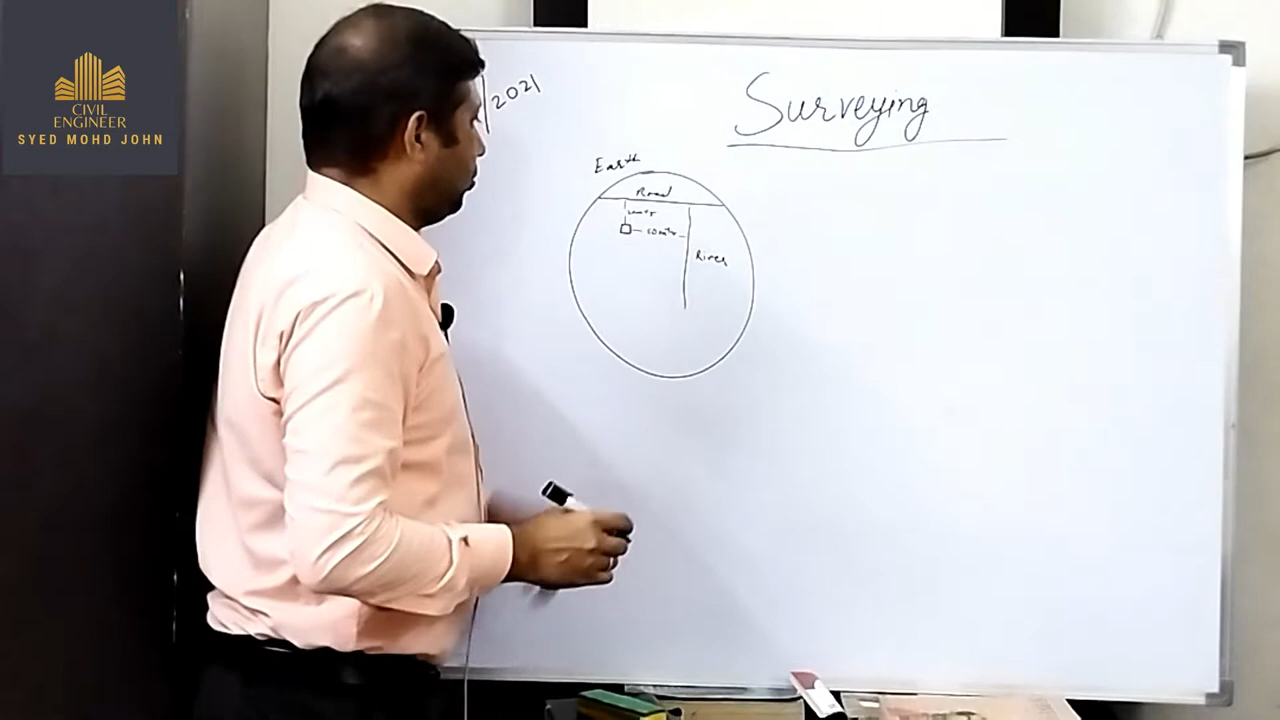 CIVIL
ENGINEER
SYED MOHD JOHN
/2021
Surveying
Earth
Road
River